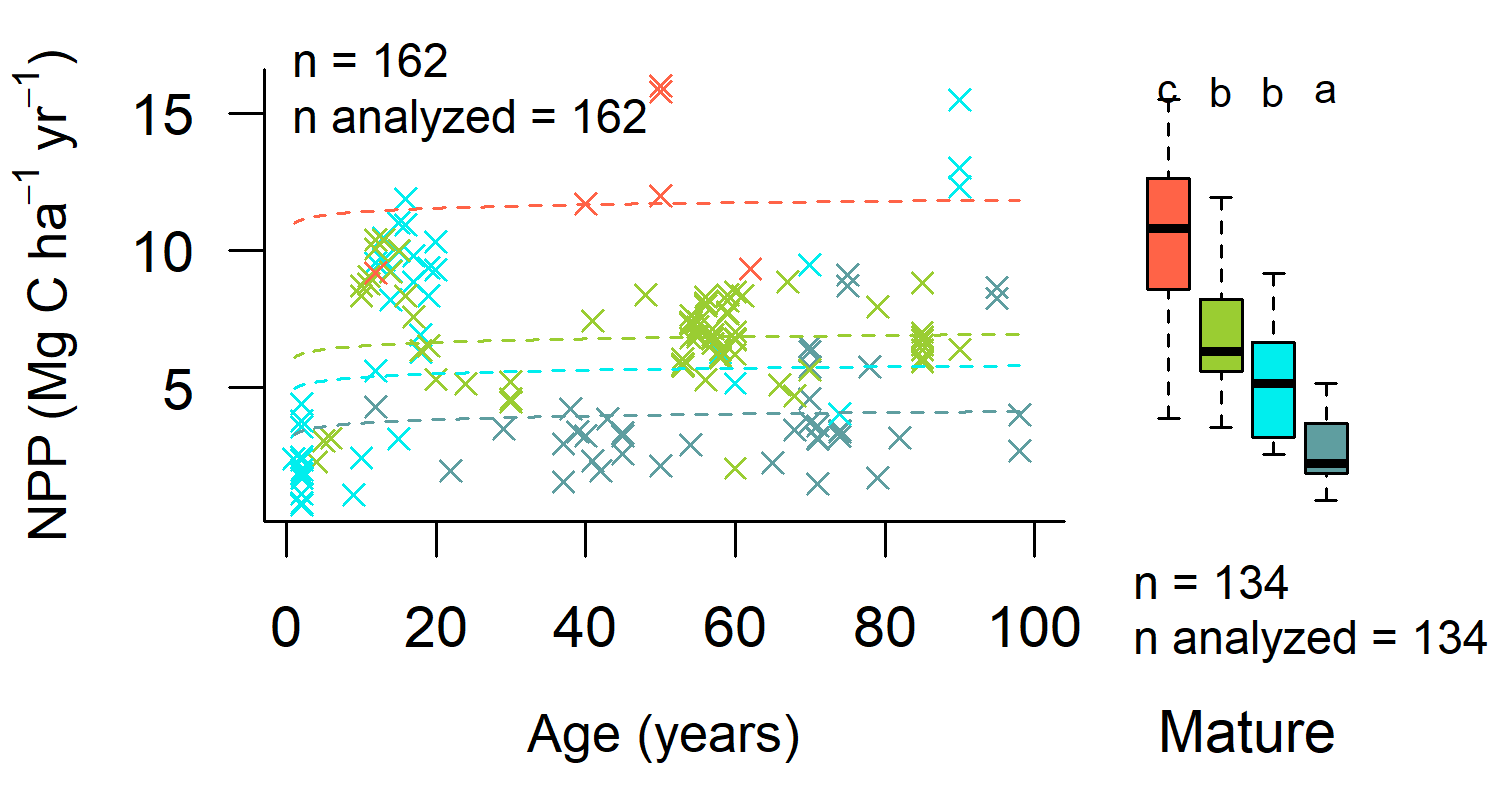 n = 162
n analyzed = 162
NPP (Mg C ha⁻¹ yr⁻¹)
15
10
5
c b b a
0 20 40 60 80 100
n = 134
n analyzed = 134
Age (years)
Mature